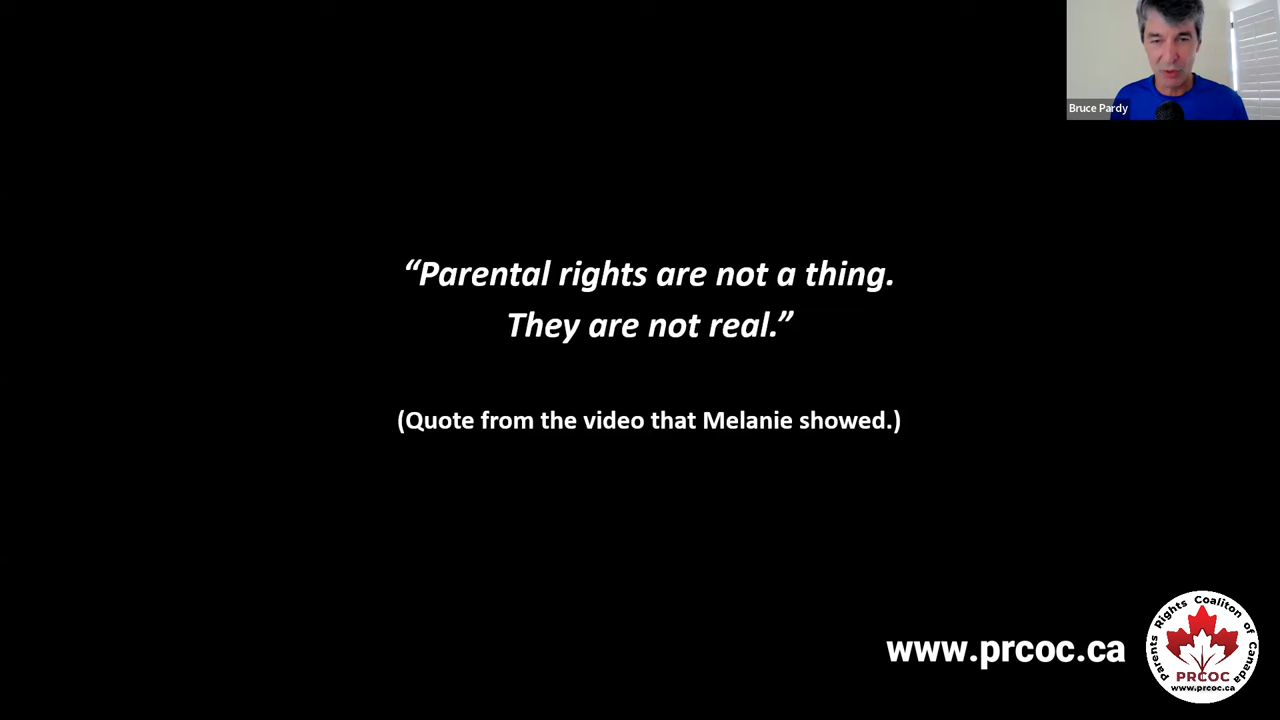 Bruce Pardy
“Parental rights are not a thing.
They are not real.”
(Quote from the video that Melanie showed.)
www.prcoc.ca
Parents Rights Coaliton of Canada
PRCOC
www.prcoc.ca